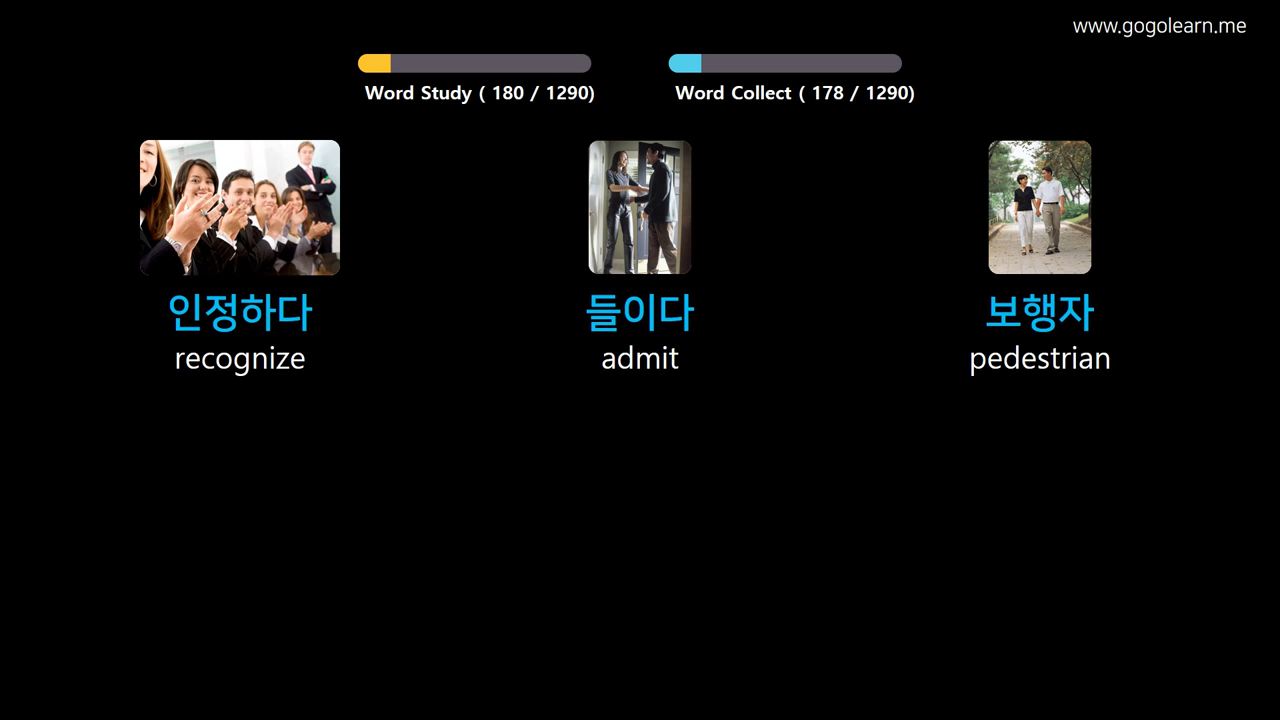 www.gogolearn.me
Word Study ( 180 / 1290)
Word Collect ( 178 / 1290)
인정하다
들이다
보행자
recognize
admit
pedestrian